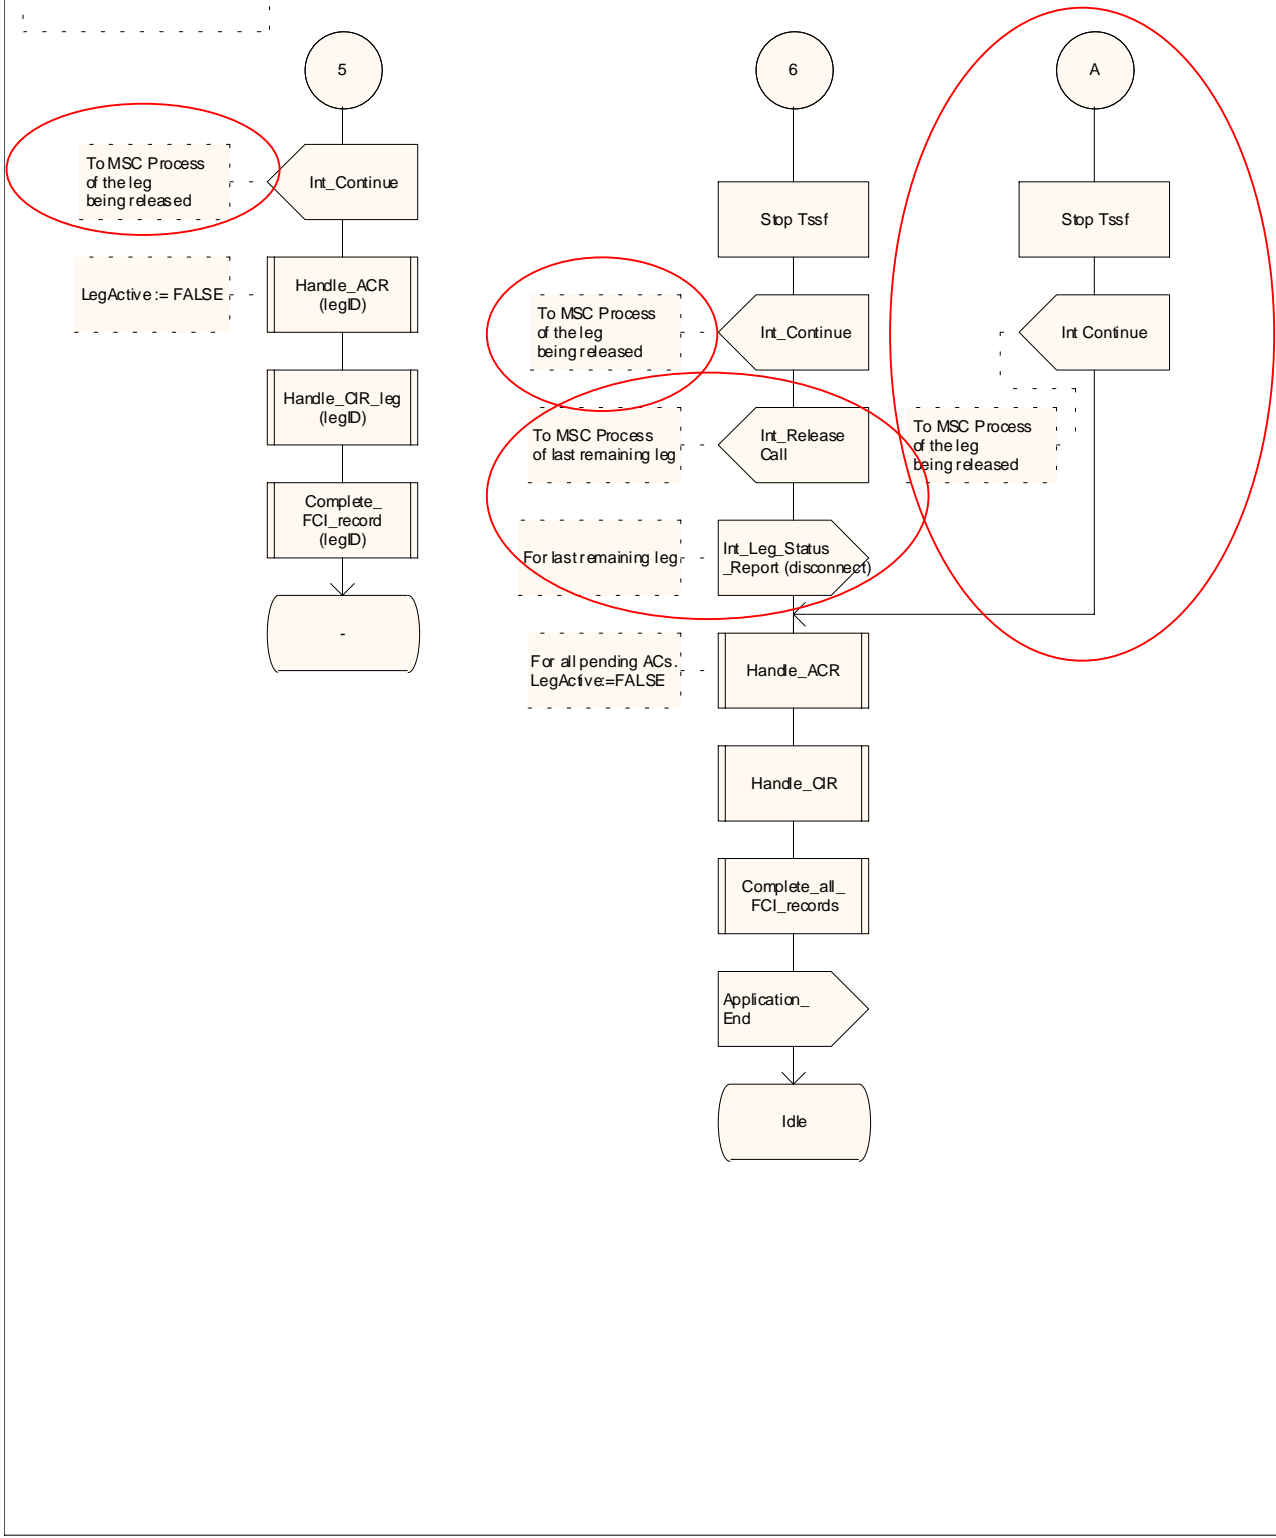 5
To MSC Process
of the leg
being released
Int_Continue
LegActive := FALSE
Handle_ACR
(legID)
Handle_CIR_leg
(legID)
Complete_
FCI_record
(legID)
-
6
Stop Tssf
To MSC Process
of the leg
being released
Int_Continue
To MSC Process
of last remaining leg
Int_Release
Call
For last remaining leg
Int_Leg_Status
_Report (disconnect)
For all pending ACs.
LegActive:=FALSE
Handle_ACR
Handle_CIR
Complete_all_
FCI_records
Application_
End
Idle
A
Stop Tssf
Int Continue
To MSC Process
of the leg
being released